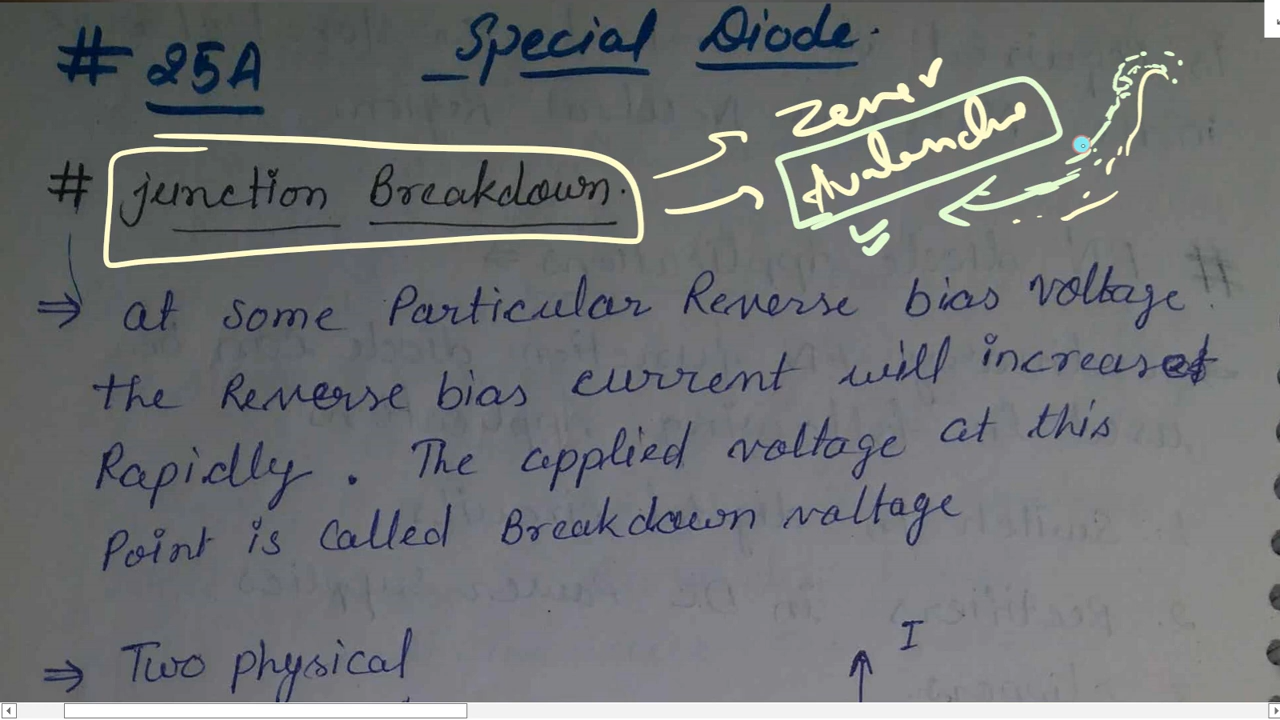 # 25A Special Diode.
# junction Breakdown.
Zener
Avalanche
⇒ at some Particular Reverse bias voltage
the Reverse bias current will increases
Rapidly. The applied voltage at this
Point is called Breakdown voltage
⇒ Two physical
I